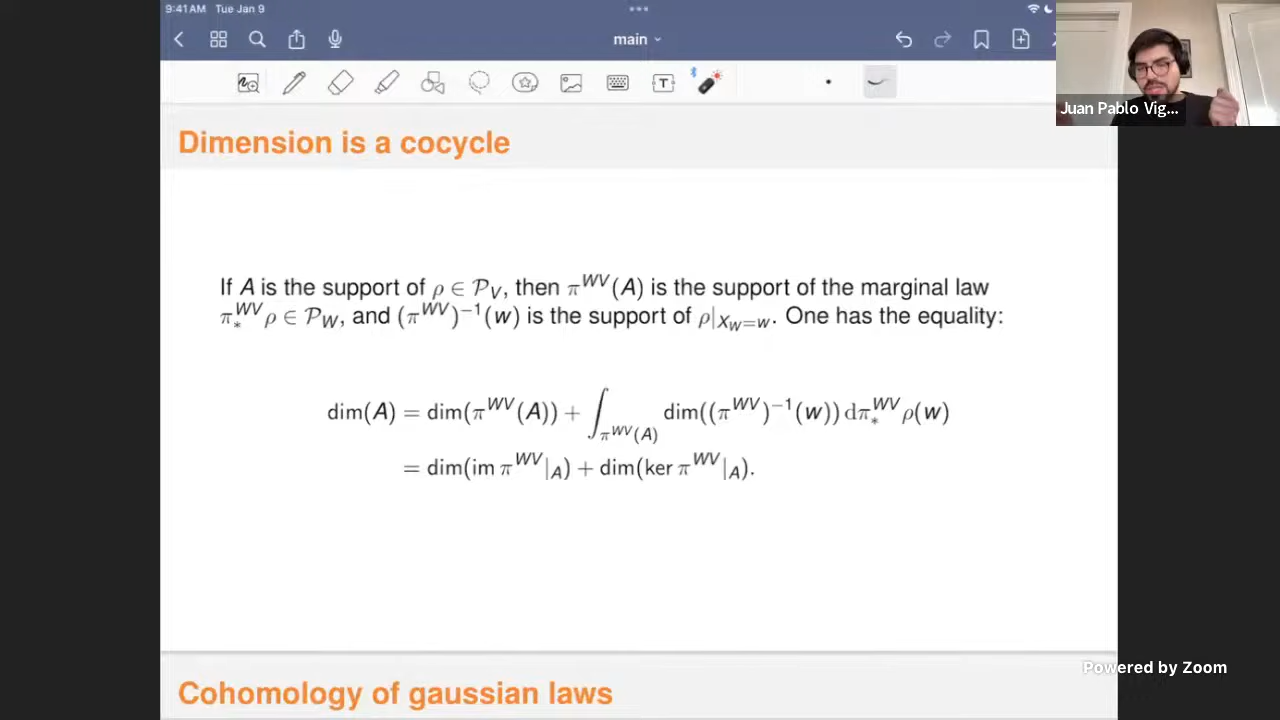 9:41 AM Tue Jan 9
main
T
Juan Pablo Vig...
Dimension is a cocycle
If A is the support of ρ ∈ 𝒫_V, then π^{WV}(A) is the support of the marginal law
π_*^{WV} ρ ∈ 𝒫_W, and (π^{WV})^{-1}(w) is the support of ρ|_{X_W=w}. One has the equality:
dim(A) = dim(π^{WV}(A)) + ∫_{π^{WV}(A)} dim((π^{WV})^{-1}(w)) dπ_*^{WV} ρ(w)
= dim(im π^{WV}|_A) + dim(ker π^{WV}|_A).
Powered by Zoom
Cohomology of gaussian laws